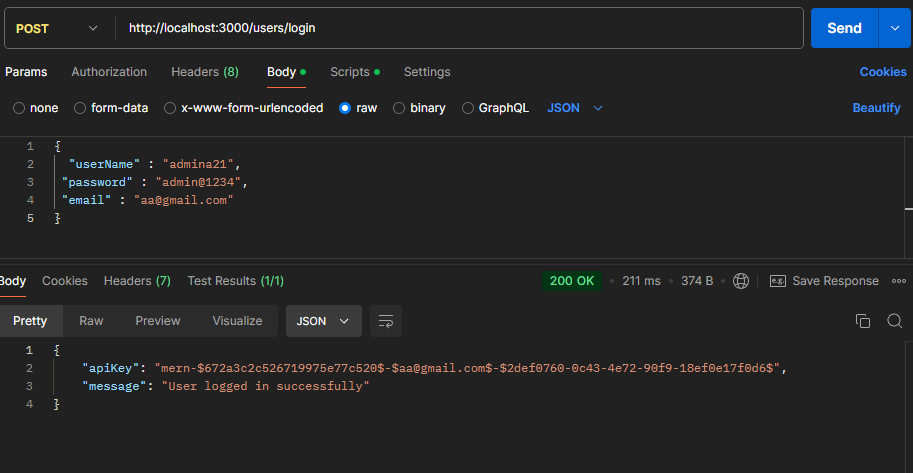 POST http://localhost:3000/users/login Send
Params Authorization Headers (8) Body Scripts Settings Cookies
none form-data x-www-form-urlencoded raw binary GraphQL JSON Beautify
1 {
2 "userName" : "admina21",
3 "password" : "admin@1234",
4 "email" : "aa@gmail.com"
5 }
Body Cookies Headers (7) Test Results (1/1) 200 OK 211 ms 374 B e.g. Save Response
Pretty Raw Preview Visualize JSON
1 {
2 "apiKey": "mern-$672a3c2c526719975e77c520$-$aa@gmail.com$-$2def0760-0c43-4e72-90f9-18ef0e17f0d6$",
3 "message": "User logged in successfully"
4 }